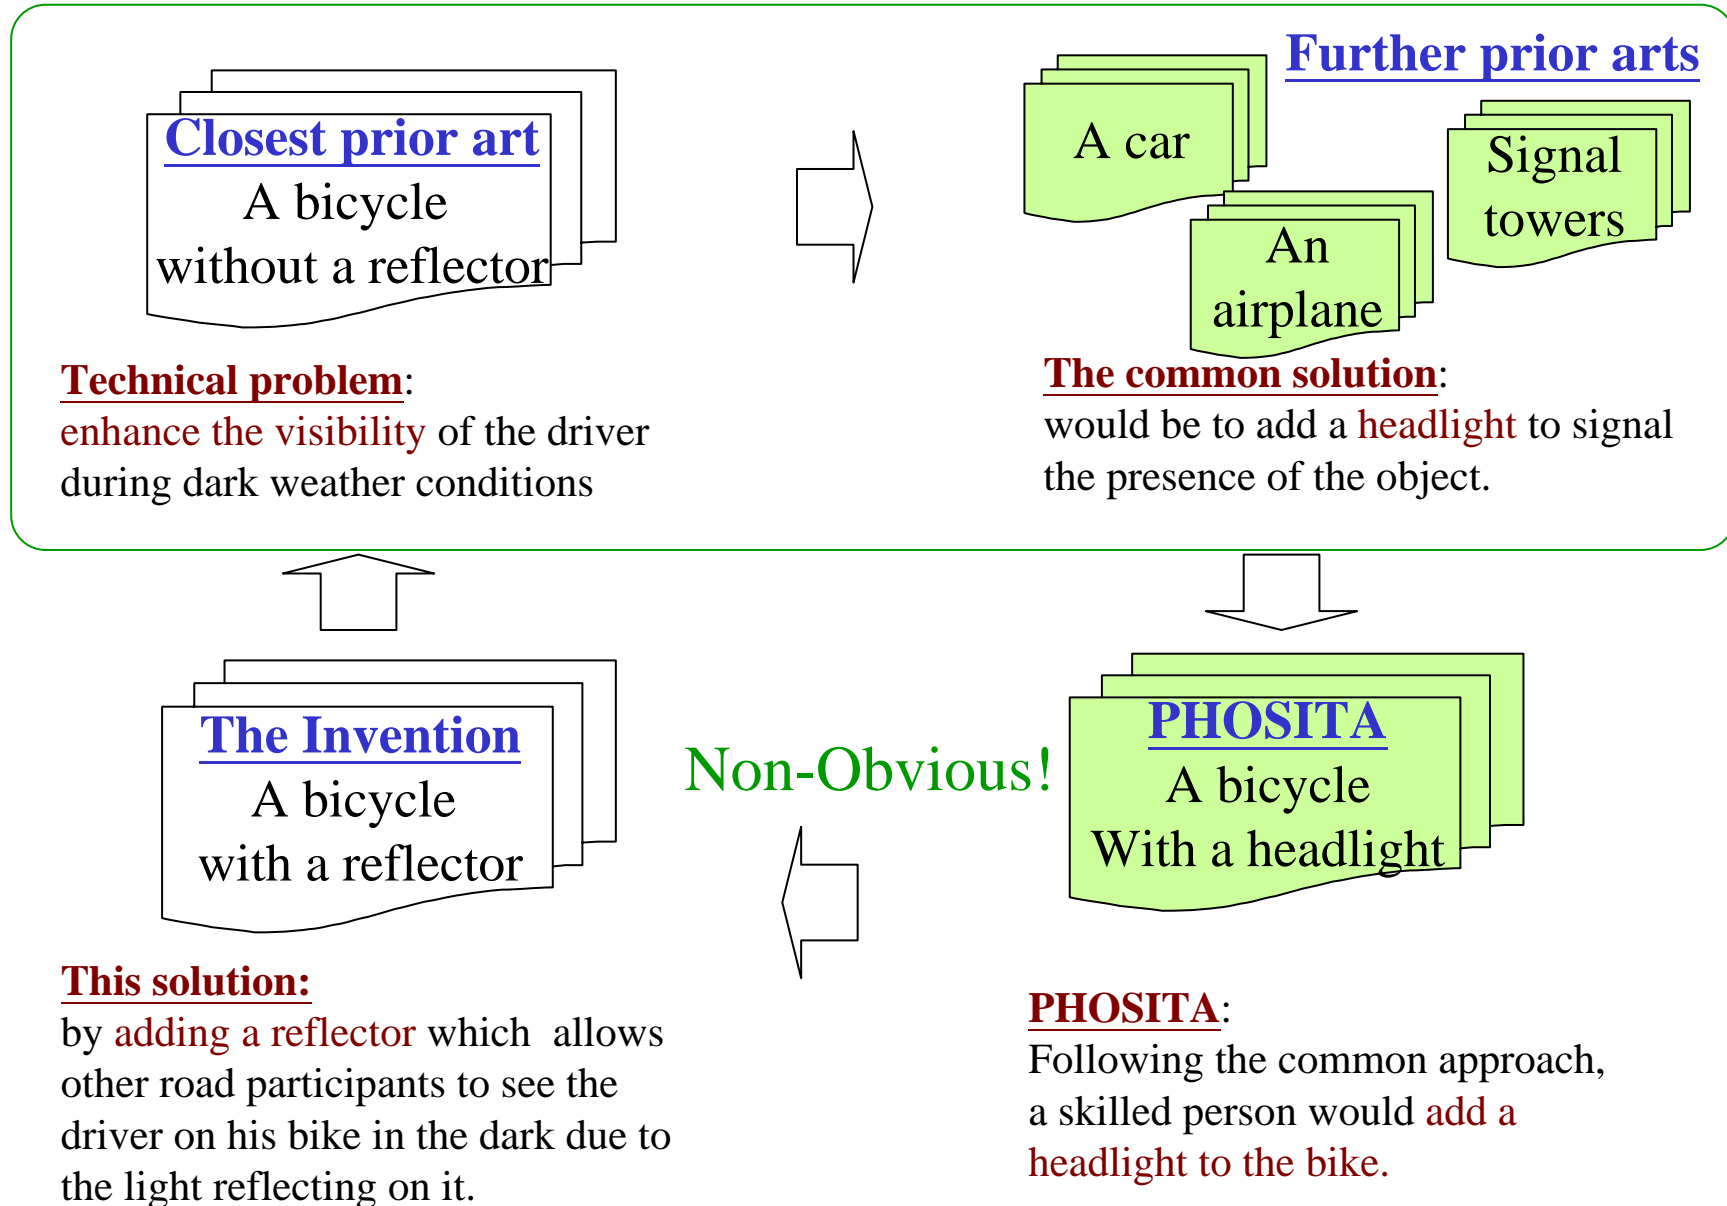 Closest prior art
A bicycle
without a reflector
Further prior arts
A car
Signal
towers
An
airplane
Technical problem:
enhance the visibility of the driver
during dark weather conditions
The common solution:
would be to add a headlight to signal
the presence of the object.
The Invention
A bicycle
with a reflector
Non-Obvious!
PHOSITA
A bicycle
With a headlight
This solution:
by adding a reflector which allows
other road participants to see the
driver on his bike in the dark due to
the light reflecting on it.
PHOSITA:
Following the common approach,
a skilled person would add a
headlight to the bike.